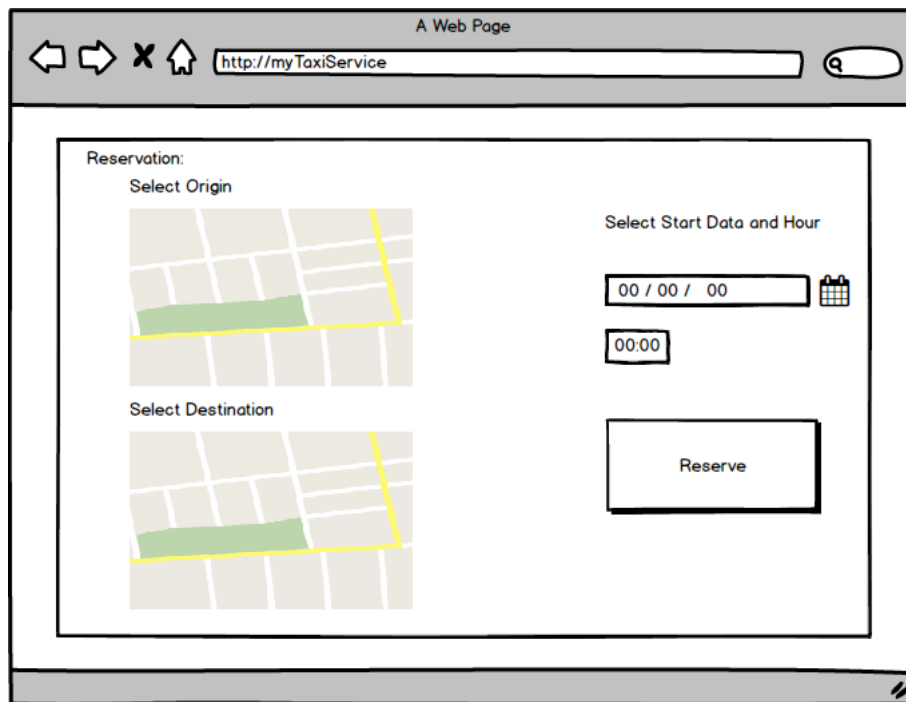 A Web Page
http://myTaxiService
Reservation:
Select Origin
Select Start Data and Hour
00 / 00 / 00
00:00
Select Destination
Reserve